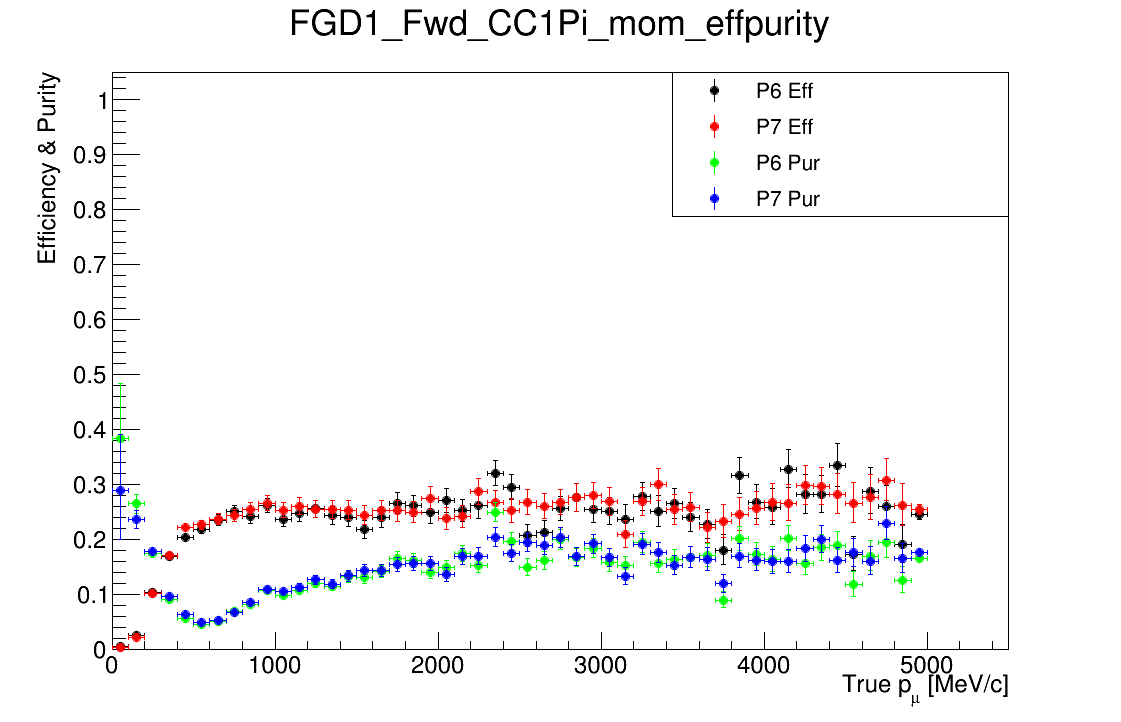 FGD1_Fwd_CC1Pi_mom_effpurity
Efficiency & Purity
1
0.9
0.8
0.7
0.6
0.5
0.4
0.3
0.2
0.1
0
P6 Eff
P7 Eff
P6 Pur
P7 Pur
0 1000 2000 3000 4000 5000
True pμ [MeV/c]